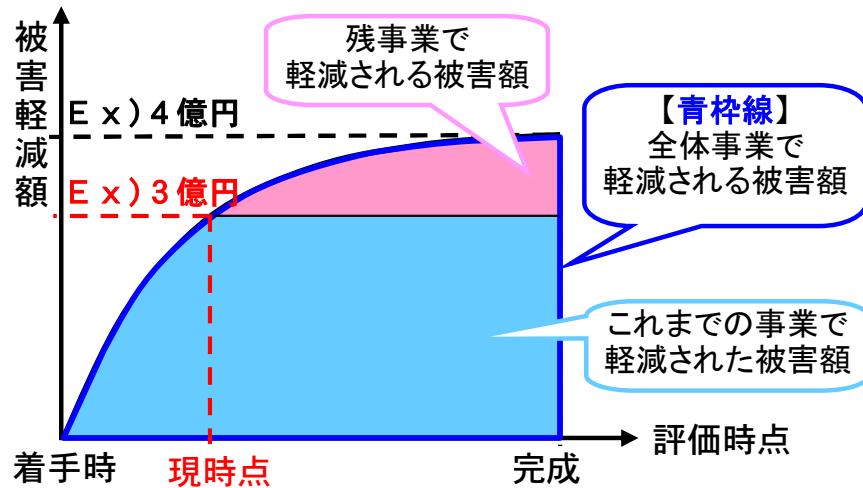 被害軽減額
Ex)4億円
Ex)3億円
残事業で
軽減される被害額
【青枠線】
全体事業で
軽減される被害額
これまでの事業で
軽減された被害額
着手時
現時点
完成
評価時点